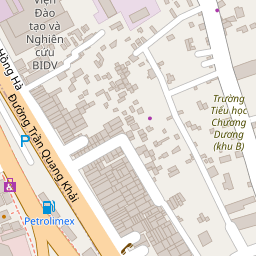 Viện
Đào
tạo và
Nghiên
cứu
BIDV
Hồng Hà
Đường Trần Quang Khải
Trường
Tiểu học
Chương
Dương
(khu B)
P
Petrolimex